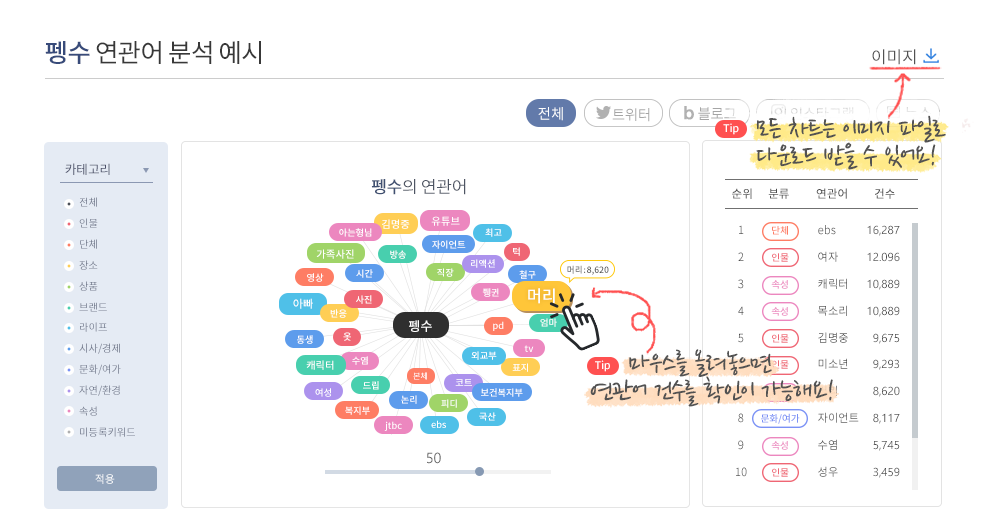 펭수 연관어 분석 예시
이미지
전체
트위터
b 블로그
인스타그램
뉴스
Tip 모든 차트는 이미지 파일로
다운로드 받을 수 있어요!
카테고리
전체
인물
단체
장소
상품
브랜드
라이프
시사/경제
문화/여가
자연/환경
속성
미등록키워드
적용
펭수의 연관어
김영중
유튜브
아는형님
최고
자이언트
가족사진
방송
턱
리액션
직장
명상
시간
머리:8,620
빵건
머리
아빠
사진
반응
펭수
pd
엄마
동생
옷
tv
외교부
캐릭터
수염
표지
본체
드립
코트
여성
보건복지부
논리
피디
복지부
국산
jtbc
ebs
50
Tip 마우스를 올려놓으면
연관어 건수를 확인이 가능해요!
순위 분류 연관어 건수
1 단체 ebs 16,287
2 인물 여자 12.096
3 속성 캐릭터 10,889
4 속성 목소리 10,889
5 인물 김명중 9,675
인물 미소년 9,293
8,620
8 문화/여가 자이언트 8,117
9 속성 수염 5,745
10 인물 성우 3,459